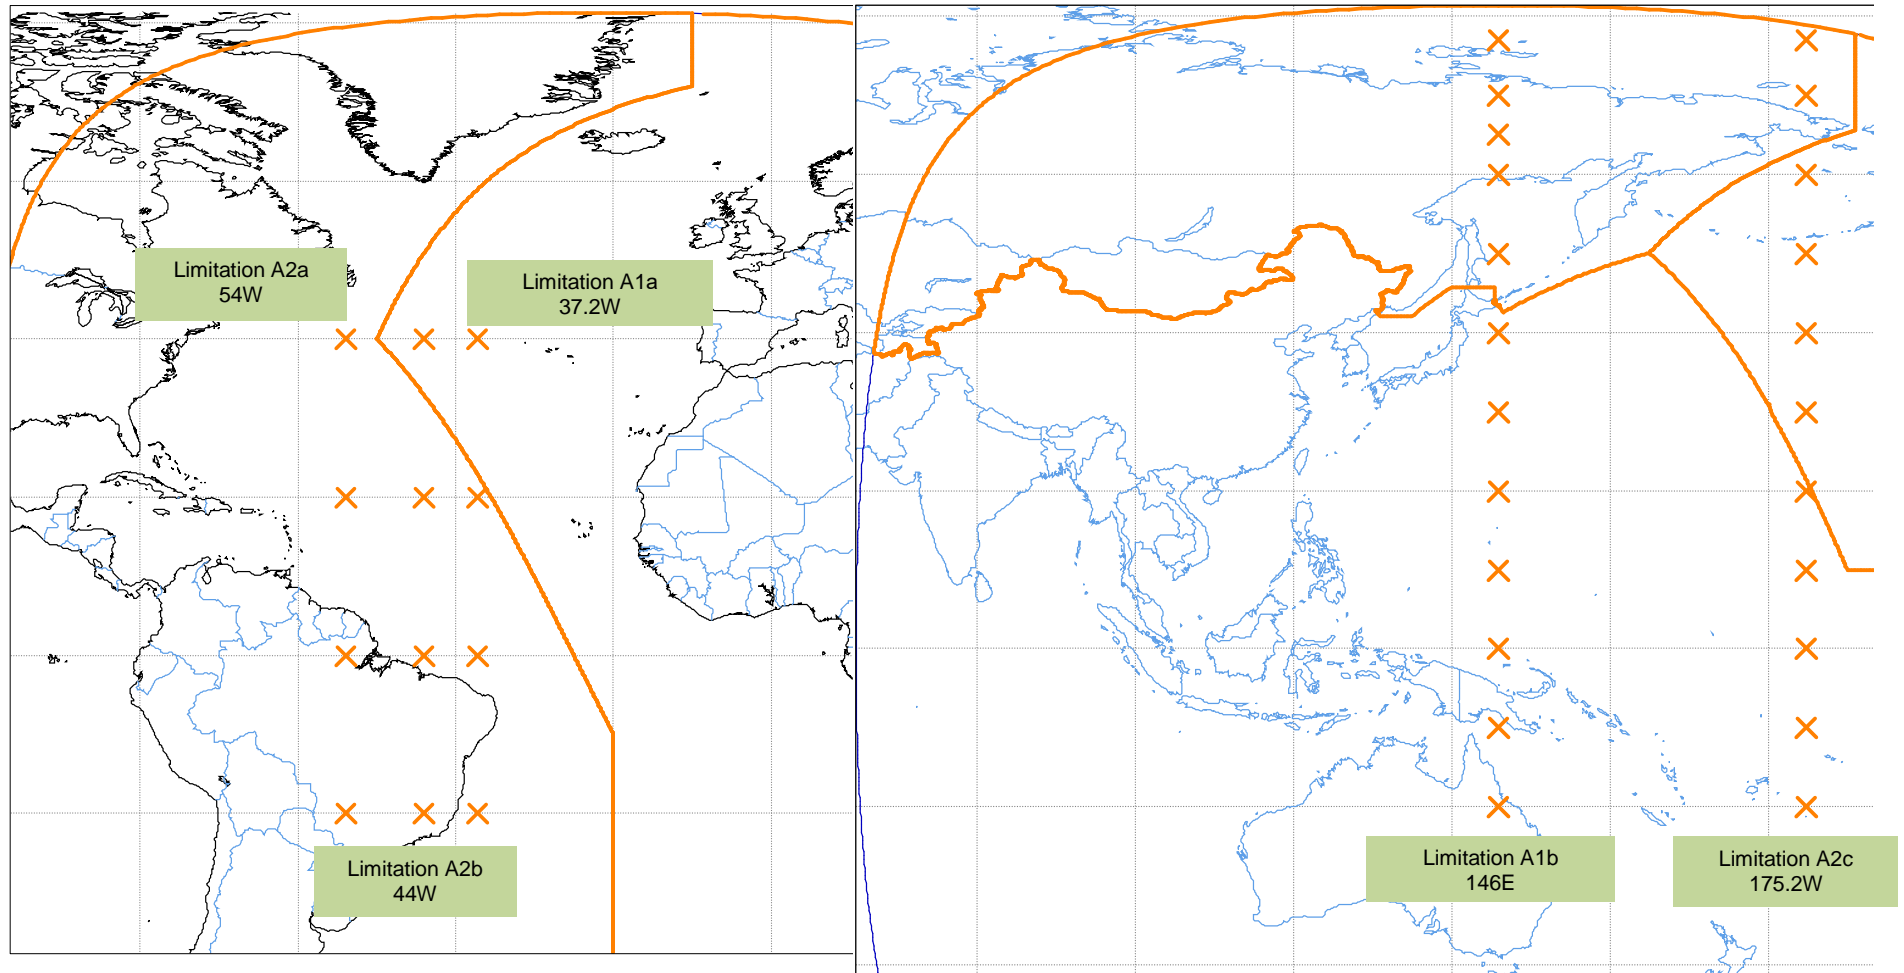 Limitation A2a
54W
Limitation A1a
37.2W
Limitation A2b
44W
Limitation A1b
146E
Limitation A2c
175.2W